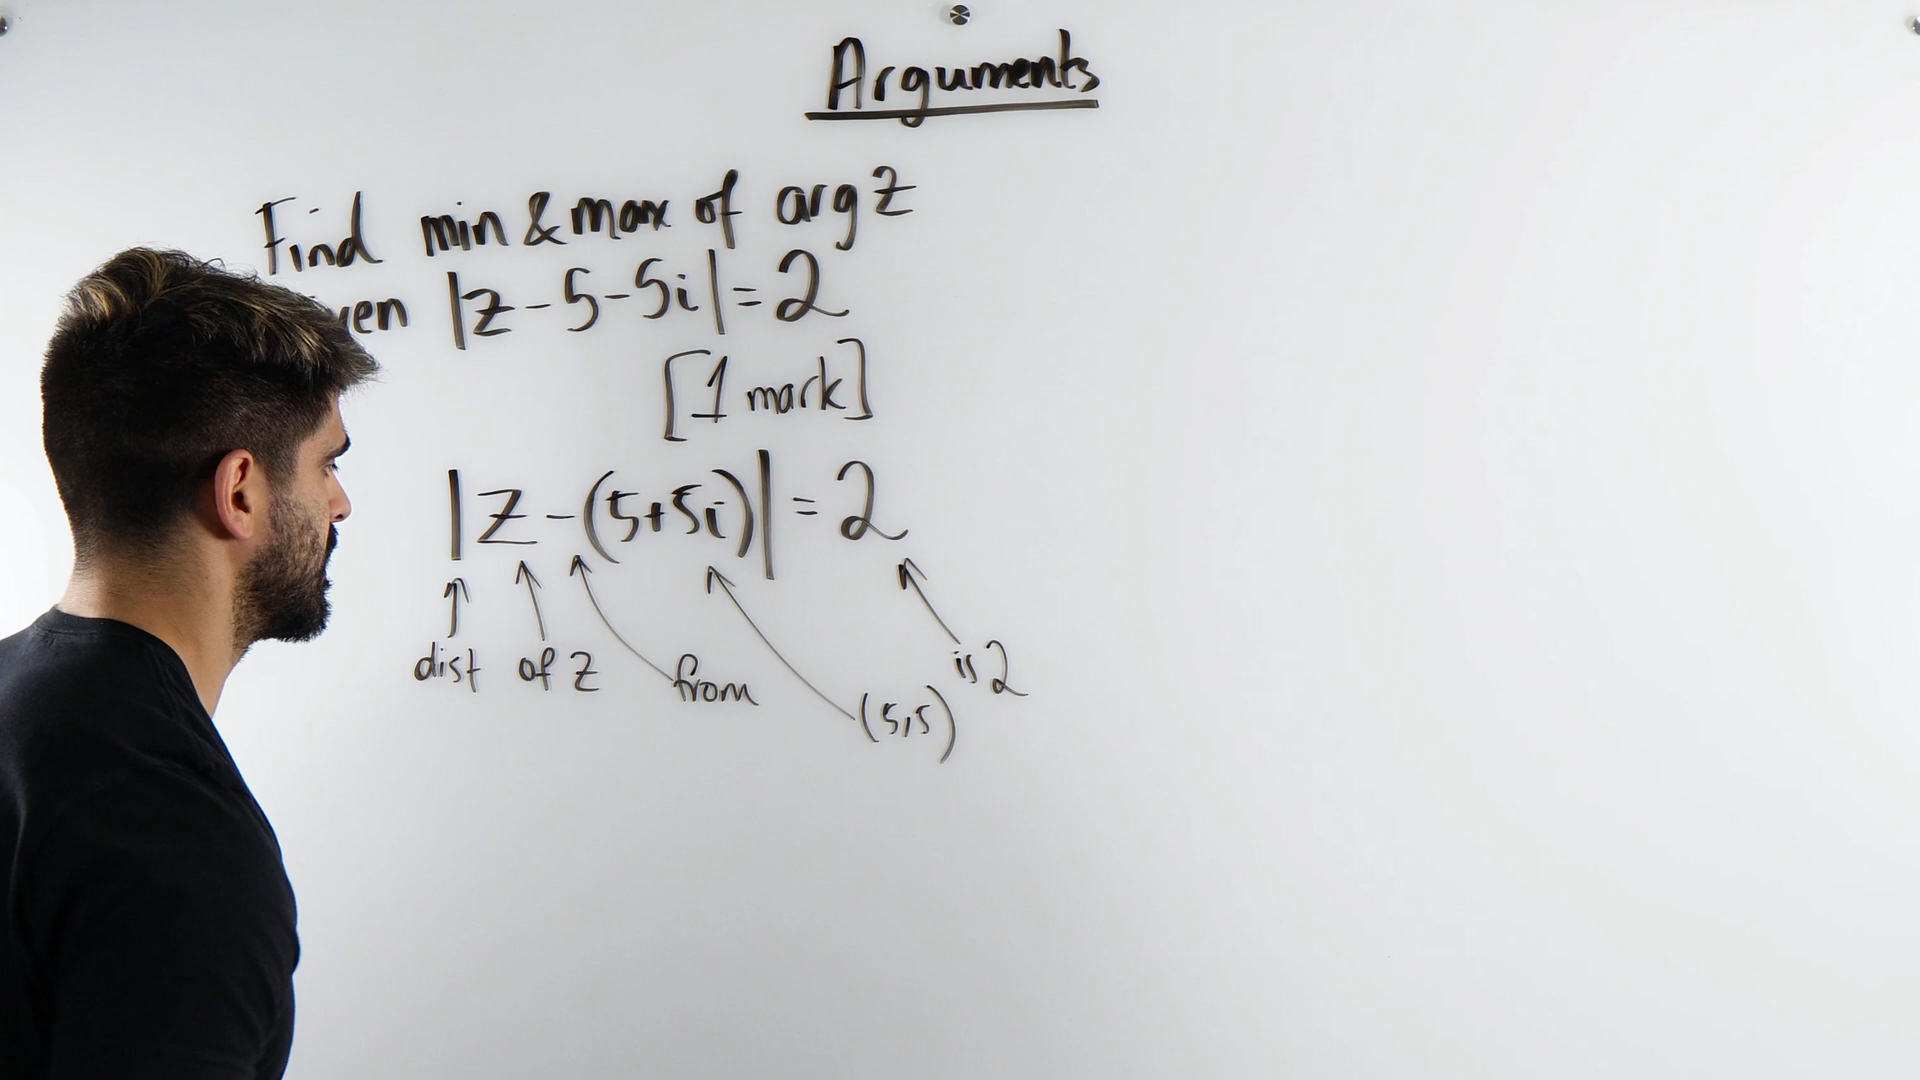 Arguments
Find min & max of arg z
|z - 5 - 5i| = 2
[1 mark]
|z - (5+5i)| = 2
dist of z from (5,5) is 2